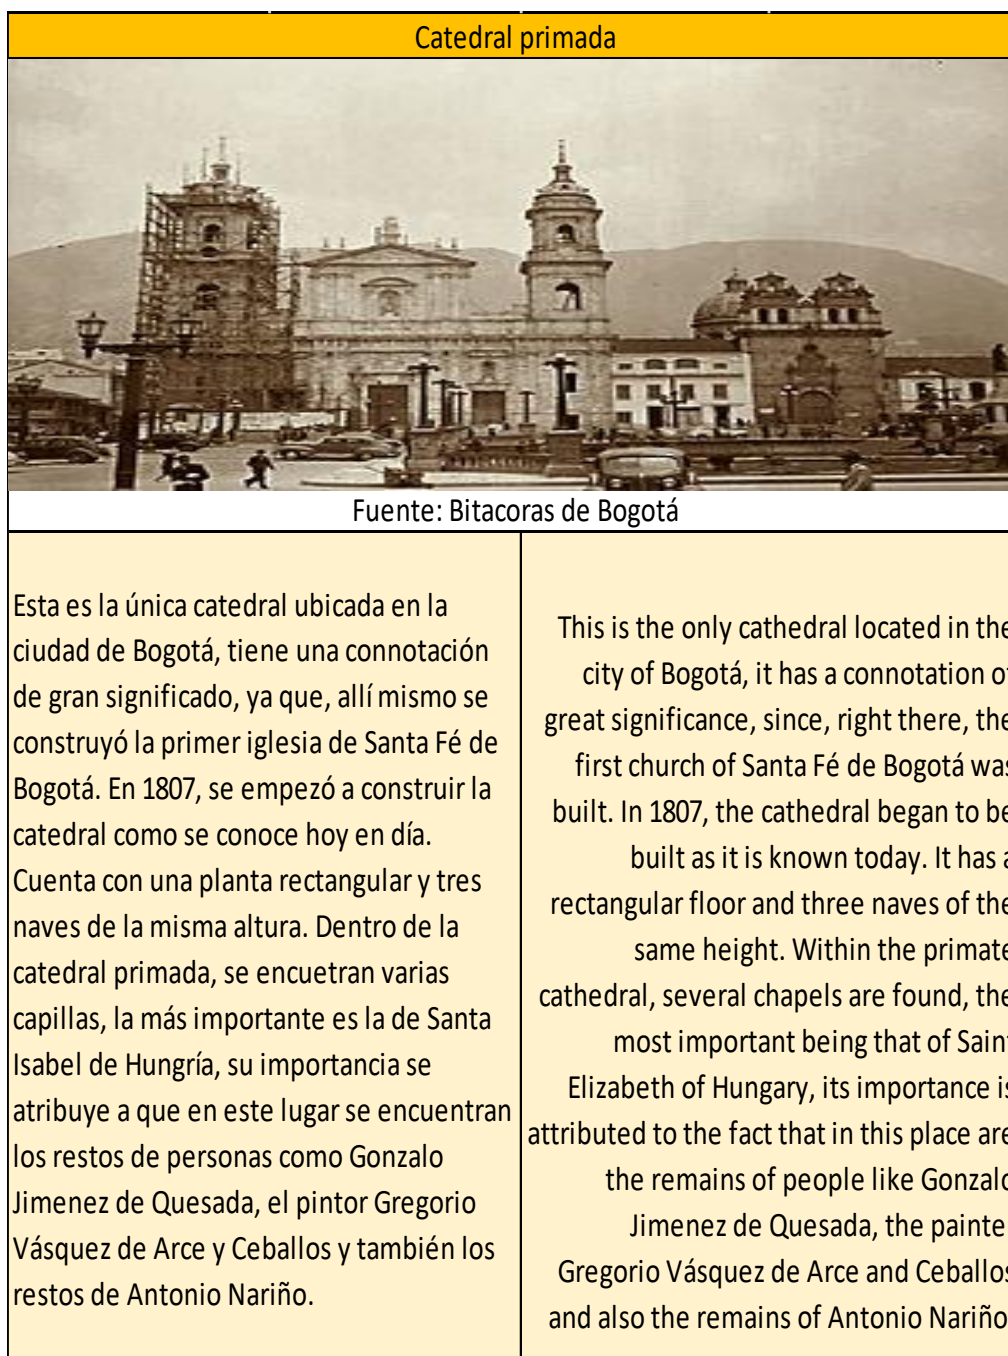 Catedral primada
Fuente: Bitacoras de Bogotá
Esta es la única catedral ubicada en la
ciudad de Bogotá, tiene una connotación
de gran significado, ya que, allí mismo se
construyó la primer iglesia de Santa Fé de
Bogotá. En 1807, se empezó a construir la
catedral como se conoce hoy en día.
Cuenta con una planta rectangular y tres
naves de la misma altura. Dentro de la
catedral primada, se encuetran varias
capillas, la más importante es la de Santa
Isabel de Hungría, su importancia se
atribuye a que en este lugar se encuentran
los restos de personas como Gonzalo
Jimenez de Quesada, el pintor Gregorio
Vásquez de Arce y Ceballos y también los
restos de Antonio Nariño.
This is the only cathedral located in the
city of Bogotá, it has a connotation of
great significance, since, right there, the
first church of Santa Fé de Bogotá was
built. In 1807, the cathedral began to be
built as it is known today. It has a
rectangular floor and three naves of the
same height. Within the primate
cathedral, several chapels are found, the
most important being that of Saint
Elizabeth of Hungary, its importance is
attributed to the fact that in this place are
the remains of people like Gonzalo
Jimenez de Quesada, the painte
Gregorio Vásquez de Arce and Ceballos
and also the remains of Antonio Nariño